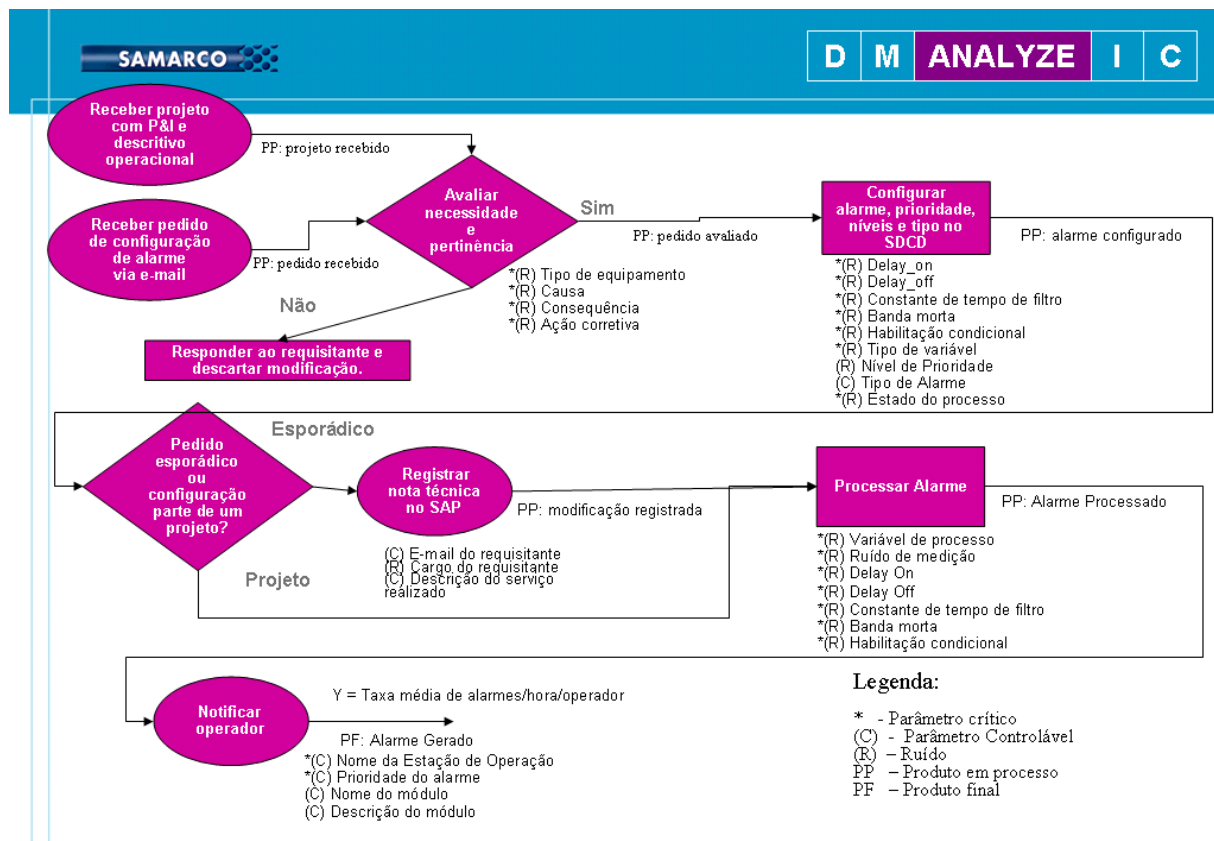 SAMARCO
D M ANALYZE I C
Receber projeto
com P&I e
descritivo
operacional
PP: projeto recebido
Receber pedido
de configuração
de alarme
via e-mail
PP: pedido recebido
Avaliar
necessidade
e
pertinência
Sim
PP: pedido avaliado
*(R) Tipo de equipamento
*(R) Causa
*(R) Consequência
*(R) Ação corretiva
Não
Responder ao requisitante e
descartar modificação.
Configurar
alarme, prioridade,
níveis e tipo no
SDCD
PP: alarme configurado
*(R) Delay_on
*(R) Delay_off
*(R) Constante de tempo de filtro
*(R) Banda morta
*(R) Habilitação condicional
*(R) Tipo de variável
(R) Nível de Prioridade
(C) Tipo de Alarme
*(R) Estado do processo
Pedido
esporádico
ou
configuração
parte de um
projeto?
Esporádico
Projeto
Registrar
nota técnica
no SAP
PP: modificação registrada
(C) E-mail do requisitante
(R) Cargo do requisitante
(C) Descrição do serviço
realizado
Processar Alarme
PP: Alarme Processado
*(R) Variável de processo
*(R) Ruído de medição
*(R) Delay On
*(R) Delay Off
*(R) Constante de tempo de filtro
*(R) Banda morta
*(R) Habilitação condicional
Notificar
operador
Y = Taxa média de alarmes/hora/operador
PF: Alarme Gerado
*(C) Nome da Estação de Operação
*(C) Prioridade do alarme
(C) Nome do módulo
(C) Descrição do módulo
Legenda:
* - Parâmetro crítico
(C) - Parâmetro Controlável
(R) – Ruído
PP – Produto em processo
PF – Produto final